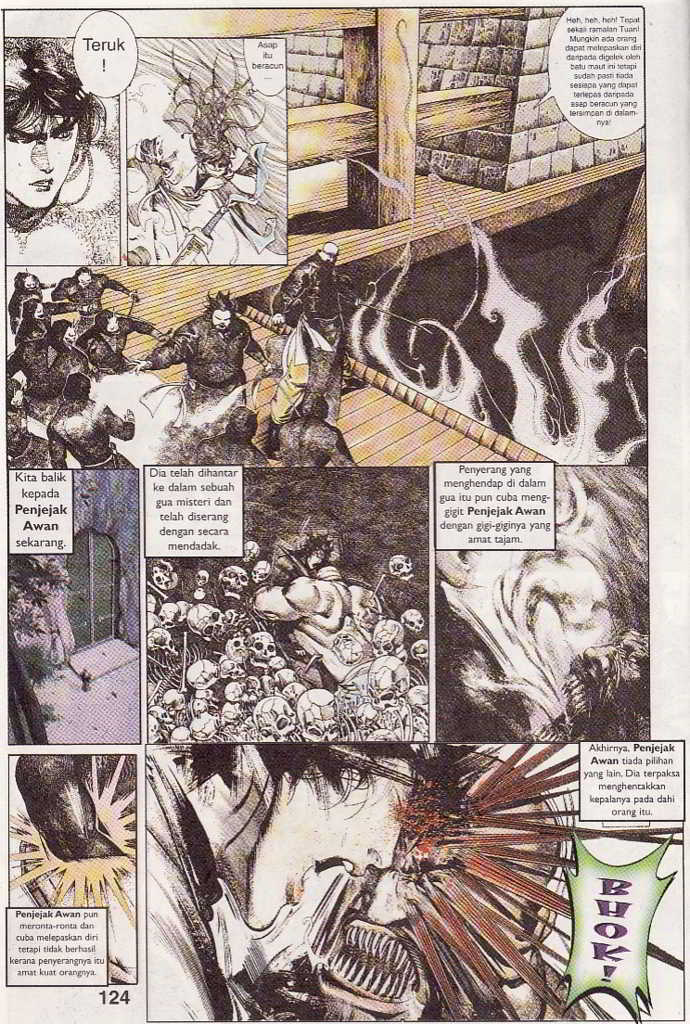 Teruk
!
Asap
itu
beracun
...
Heh, heh, heh! Tepat
sekali ramalan Tuan!
Mungkin ada orang
dapat melepaskan diri
daripada digelek oleh
batu maut ini tetapi
sudah pasti tiada
sesiapa yang dapat
terlepas daripada
asap beracun yang
tersimpan di dalam-
nya!
Kita balik
kepada
Penjejak
Awan
sekarang.
Dia telah dihantar
ke dalam sebuah
gua misteri dan
telah diserang
dengan secara
mendadak.
Penyerang yang
menghendap di dalam
gua itu pun cuba meng-
gigit Penjejak Awan
dengan gigi-giginya yang
amat tajam.
Penjejak Awan pun
meronta-ronta dan
cuba melepaskan diri
tetapi tidak berhasil
kerana penyerangnya itu
amat kuat orangnya.
Akhirnya, Penjejak
Awan tiada pilihan
yang lain. Dia terpaksa
menghentakkan
kepalanya pada dahi
orang itu.
BHOK!
124